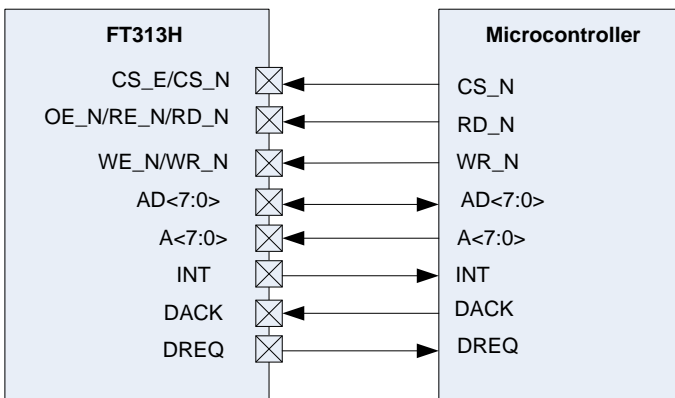 FT313H
Microcontroller
CS_E/CS_N
CS_N
OE_N/RE_N/RD_N
RD_N
WE_N/WR_N
WR_N
AD<7:0>
AD<7:0>
A<7:0>
A<7:0>
INT
INT
DACK
DACK
DREQ
DREQ